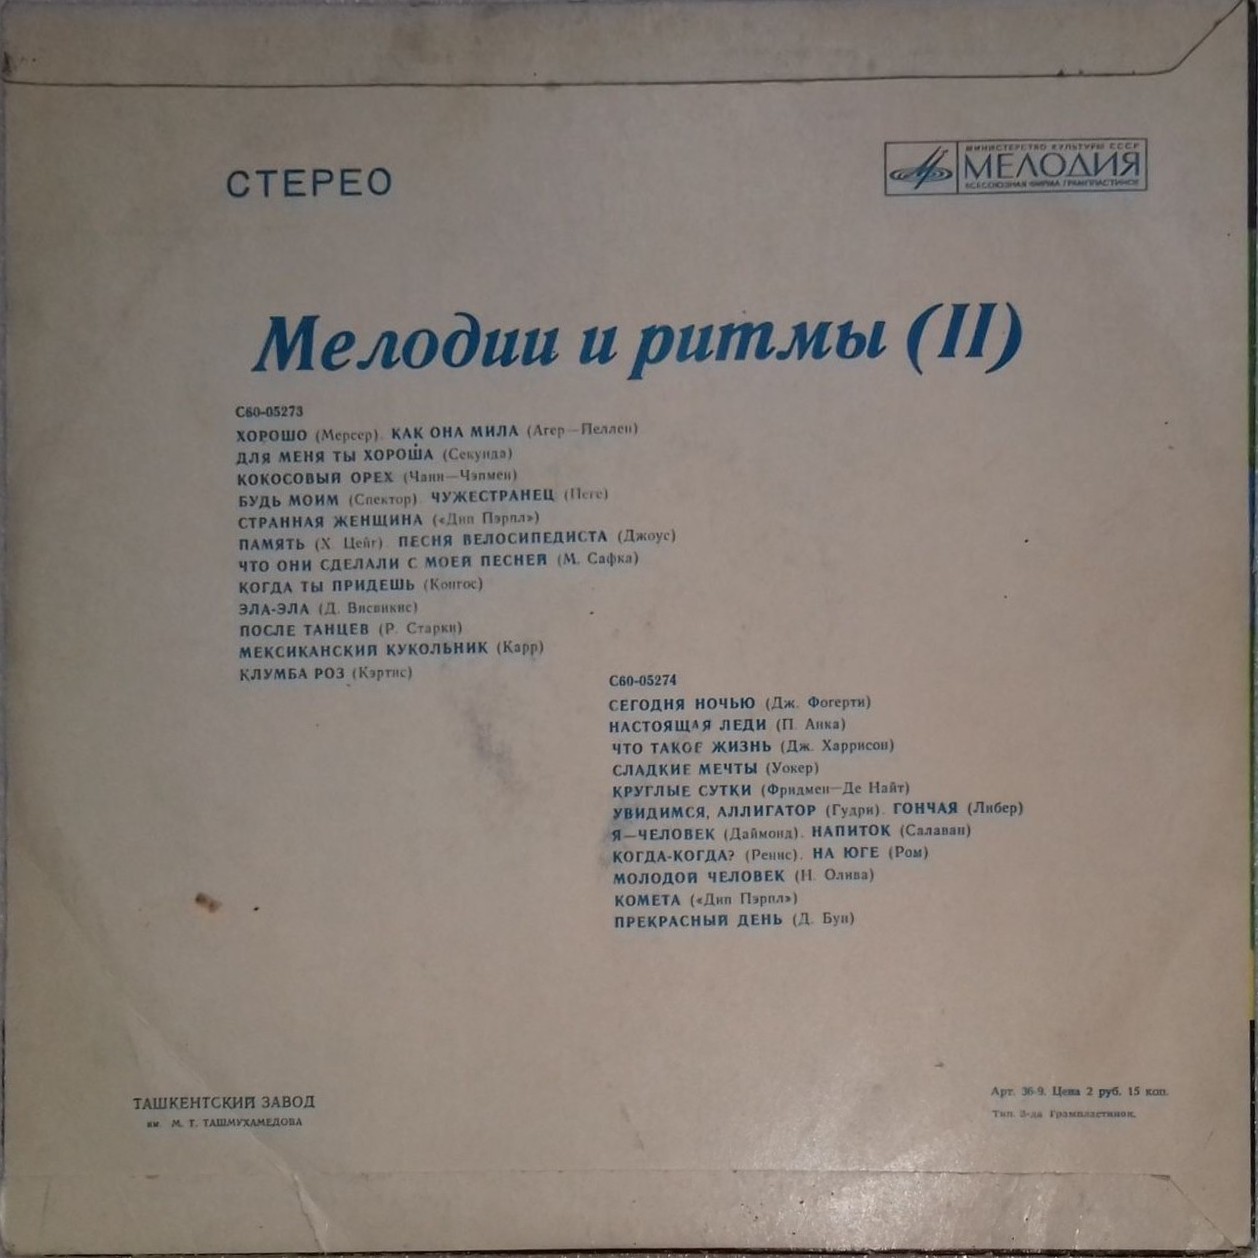 СТЕРЕО
МИНИСТЕРСТВО КУЛЬТУРЫ СССР
МЕЛОДИЯ
ВСЕСОЮЗНАЯ ФИРМА ГРАМПЛАСТИНОК
Мелодии и ритмы (II)
С60-05273
ХОРОШО (Мерсер). КАК ОНА МИЛА (Агер—Пеллен)
ДЛЯ МЕНЯ ТЫ ХОРОША (Секунда)
КОКОСОВЫЙ ОРЕХ (Чинн—Чэпмен)
БУДЬ МОИМ (Спектор). ЧУЖЕСТРАНЕЦ (Пеге)
СТРАННАЯ ЖЕНЩИНА («Дип Пэрпл»)
ПАМЯТЬ (Х. Цейг). ПЕСНЯ ВЕЛОСИПЕДИСТА (Джоус)
ЧТО ОНИ СДЕЛАЛИ С МОЕЙ ПЕСНЕЙ (М. Сафка)
КОГДА ТЫ ПРИДЕШЬ (Конгос)
ЭЛА-ЭЛА (Д. Висвикис)
ПОСЛЕ ТАНЦЕВ (Р. Старки)
МЕКСИКАНСКИЙ КУКОЛЬНИК (Карр)
КЛУМБА РОЗ (Кэртис)
С60-05274
СЕГОДНЯ НОЧЬЮ (Дж. Фогерти)
НАСТОЯЩАЯ ЛЕДИ (П. Анка)
ЧТО ТАКОЕ ЖИЗНЬ (Дж. Харрисон)
СЛАДКИЕ МЕЧТЫ (Уокер)
КРУГЛЫЕ СУТКИ (Фридмен—Де Найт)
УВИДИМСЯ, АЛЛИГАТОР (Гудри). ГОНЧАЯ (Либер)
Я—ЧЕЛОВЕК (Даймонд). НАПИТОК (Салаван)
КОГДА-КОГДА? (Ренис). НА ЮГЕ (Ром)
МОЛОДОЙ ЧЕЛОВЕК (Н. Олива)
КОМЕТА («Дип Пэрпл»)
ПРЕКРАСНЫЙ ДЕНЬ (Д. Бун)
ТАШКЕНТСКИЙ ЗАВОД
им. М. Т. ТАШМУХАМЕДОВА
Арт. 36-9. Цена 2 руб. 15 коп.
Тип. З-да Грампластинок.